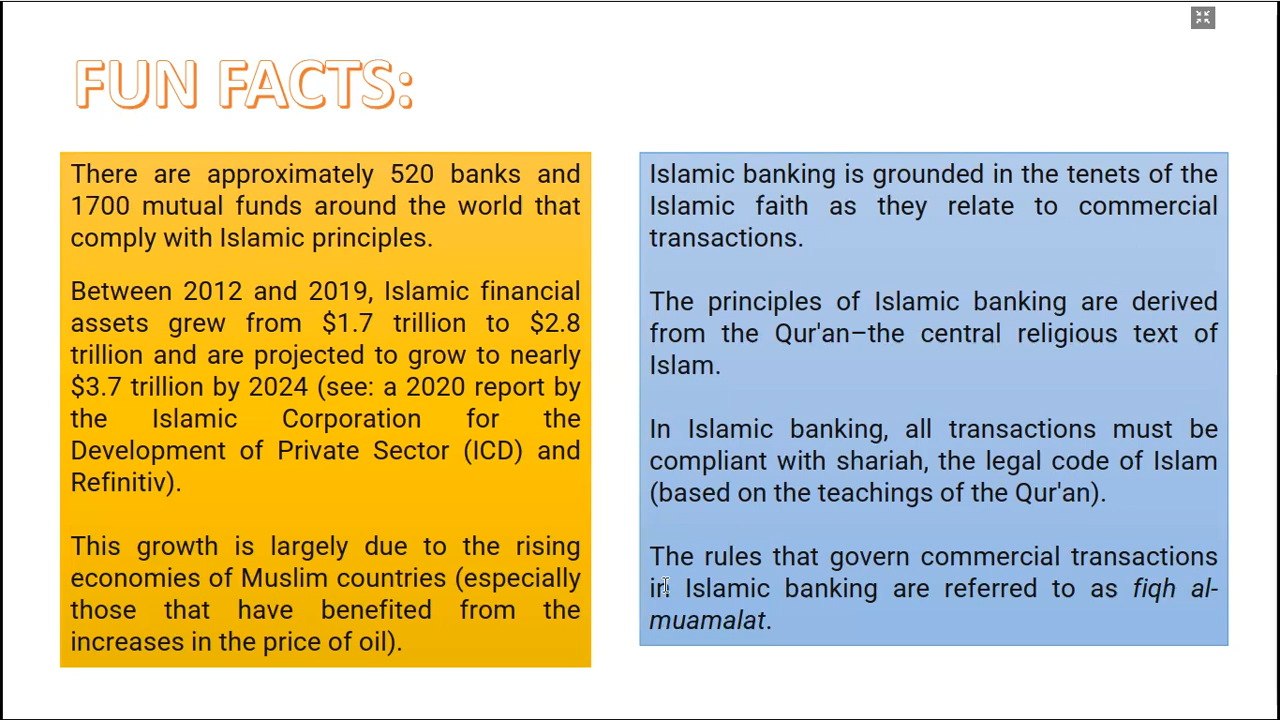 FUN FACTS:
There are approximately 520 banks and
1700 mutual funds around the world that
comply with Islamic principles.
Between 2012 and 2019, Islamic financial
assets grew from $1.7 trillion to $2.8
trillion and are projected to grow to nearly
$3.7 trillion by 2024 (see: a 2020 report by
the Islamic Corporation for the
Development of Private Sector (ICD) and
Refinitiv).
This growth is largely due to the rising
economies of Muslim countries (especially
those that have benefited from the
increases in the price of oil).
Islamic banking is grounded in the tenets of the
Islamic faith as they relate to commercial
transactions.
The principles of Islamic banking are derived
from the Qur'an–the central religious text of
Islam.
In Islamic banking, all transactions must be
compliant with shariah, the legal code of Islam
(based on the teachings of the Qur'an).
The rules that govern commercial transactions
in Islamic banking are referred to as fiqh al-
muamalat.